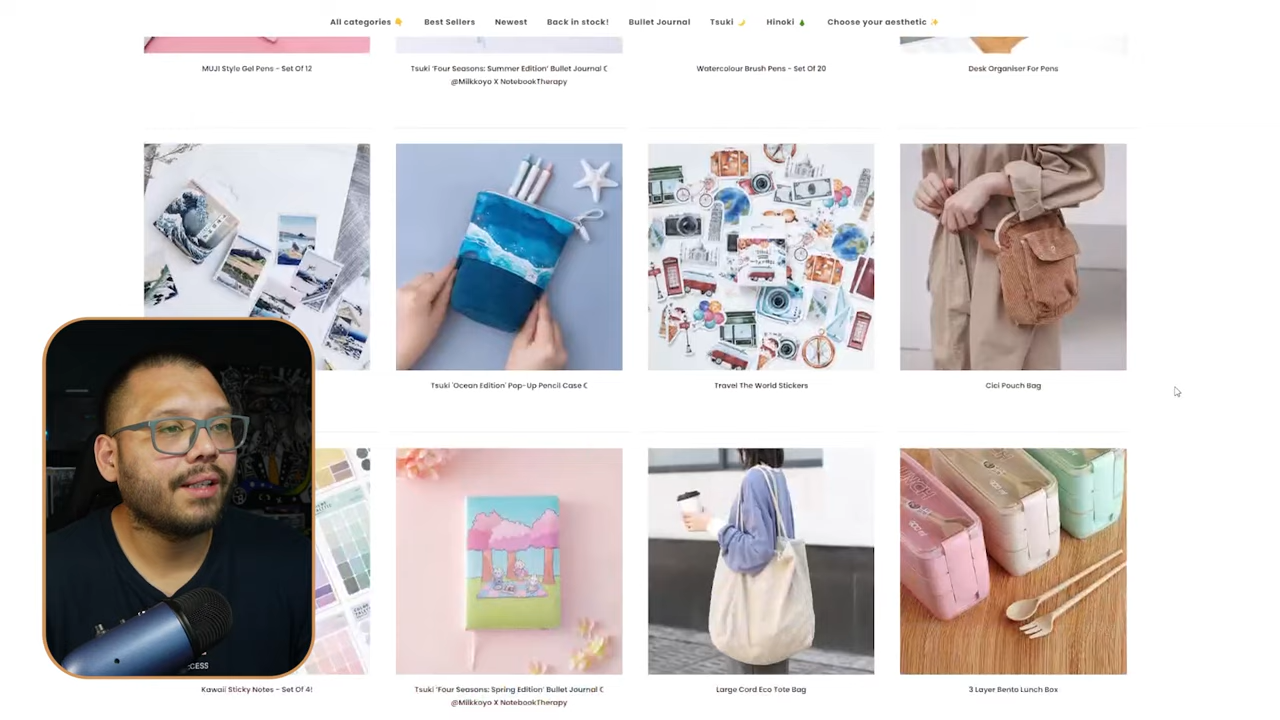 All categories 👇 Best Sellers Newest Back in stock! Bullet Journal Tsuki 🌙 Hinoki 🌲 Choose your aesthetic ✨
MUJI Style Gel Pens - Set Of 12
Tsuki 'Four Seasons: Summer Edition' Bullet Journal ☾
@Milkkoyo X NotebookTherapy
Watercolour Brush Pens - Set Of 20
Desk Organiser For Pens
Tsuki 'Ocean Edition' Pop-Up Pencil Case ☾
Travel The World Stickers
Cici Pouch Bag
Kawaii Sticky Notes - Set Of 4!
Tsuki 'Four Seasons: Spring Edition' Bullet Journal ☾
@Milkkoyo X NotebookTherapy
Large Cord Eco Tote Bag
3 Layer Bento Lunch Box